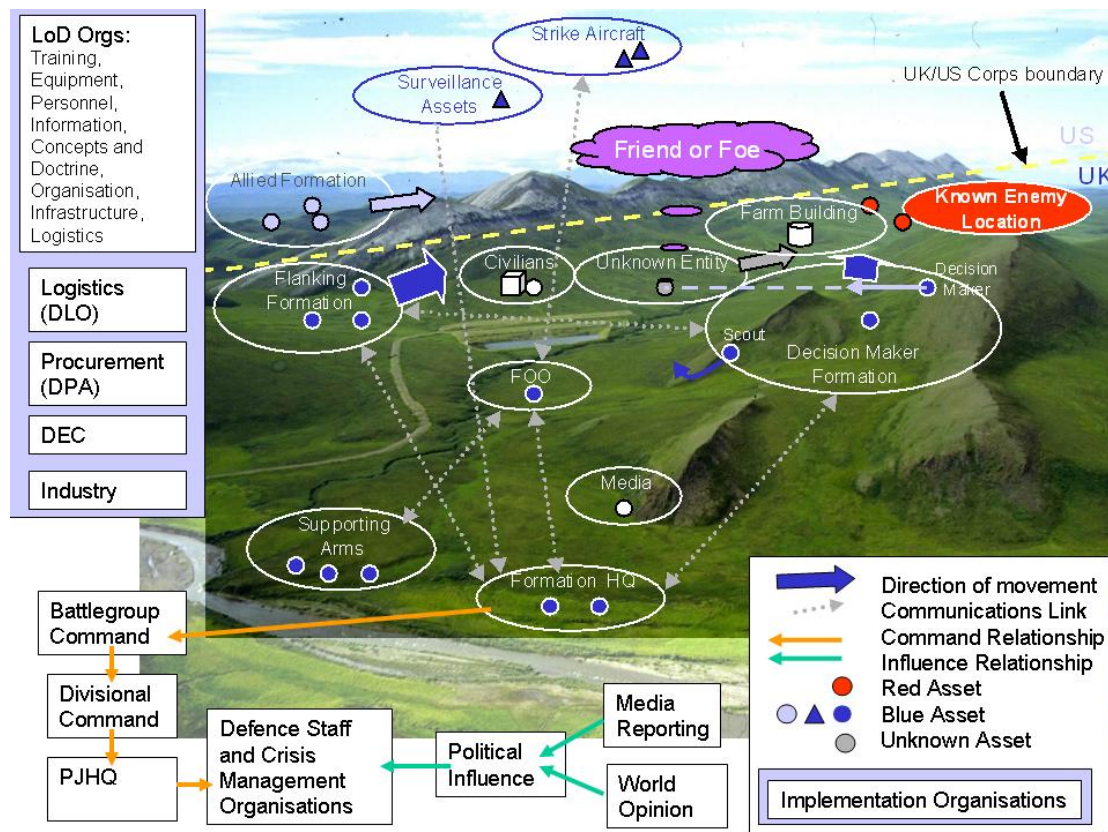 LoD Orgs:
Training,
Equipment,
Personnel,
Information,
Concepts and
Doctrine,
Organisation,
Infrastructure,
Logistics
Logistics
(DLO)
Procurement
(DPA)
DEC
Industry
Strike Aircraft
Surveillance
Assets
UK/US Corps boundary
US
UK
Friend or Foe
Allied Formation
Known Enemy
Location
Farm Building
Flanking
Formation
Civilians
Unknown Entity
Decision
Maker
Scout
Decision Maker
Formation
FOO
Media
Supporting
Arms
Formation HQ
Battlegroup
Command
Divisional
Command
PJHQ
Defence Staff
and Crisis
Management
Organisations
Political
Influence
Media
Reporting
World
Opinion
Direction of movement
Communications Link
Command Relationship
Influence Relationship
Red Asset
Blue Asset
Unknown Asset
Implementation Organisations